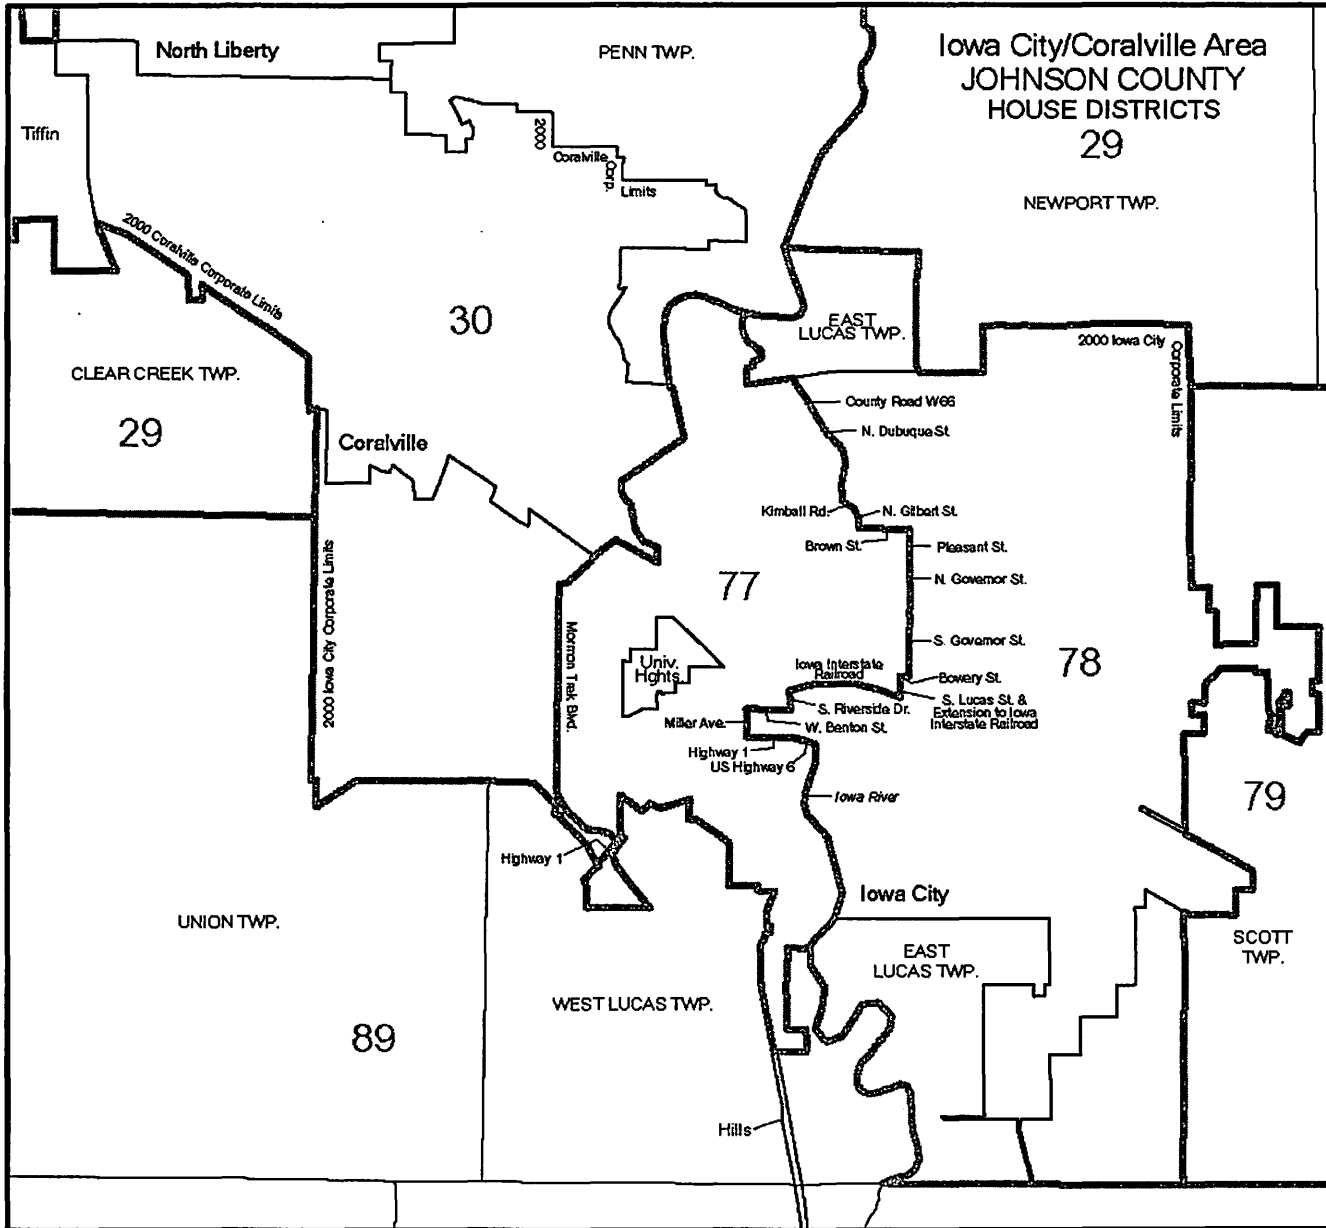 Iowa City/Coralville Area
JOHNSON COUNTY
HOUSE DISTRICTS
29
North Liberty
PENN TWP.
Tiffin
2000
Coralville
Corp.
Limits
NEWPORT TWP.
2000 Coralville Corporate Limits
30
EAST
LUCAS TWP.
2000 Iowa City
Corporate Limits
CLEAR CREEK TWP.
29
County Road W66
N. Dubuque St.
Coralville
Kimball Rd.
N. Gilbert St.
Brown St.
Pleasant St.
77
N. Governor St.
2000 Iowa City Corporate Limits
Mormon Trek Blvd.
S. Governor St.
Univ.
Hghts.
Iowa Interstate
Railroad
78
Bowery St.
S. Lucas St. &
Extension to Iowa
Interstate Railroad
S. Riverside Dr.
Miller Ave.
W. Benton St.
Highway 1
US Highway 6
Iowa River
79
Highway 1
Iowa City
UNION TWP.
EAST
LUCAS TWP.
SCOTT
TWP.
WEST LUCAS TWP.
89
Hills